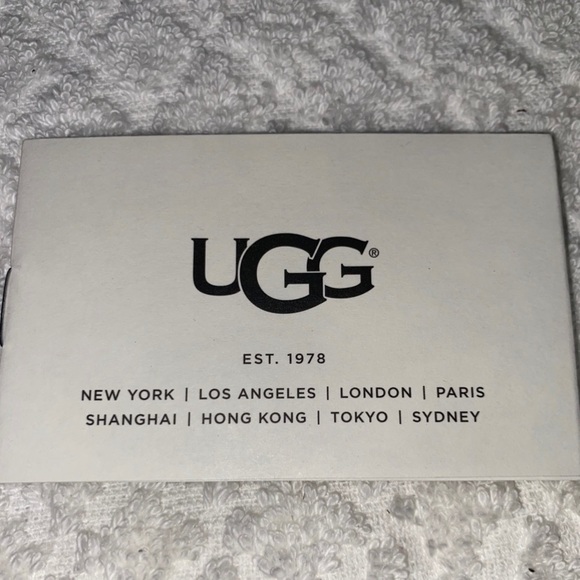 UGG®
EST. 1978
NEW YORK | LOS ANGELES | LONDON | PARIS
SHANGHAI | HONG KONG | TOKYO | SYDNEY